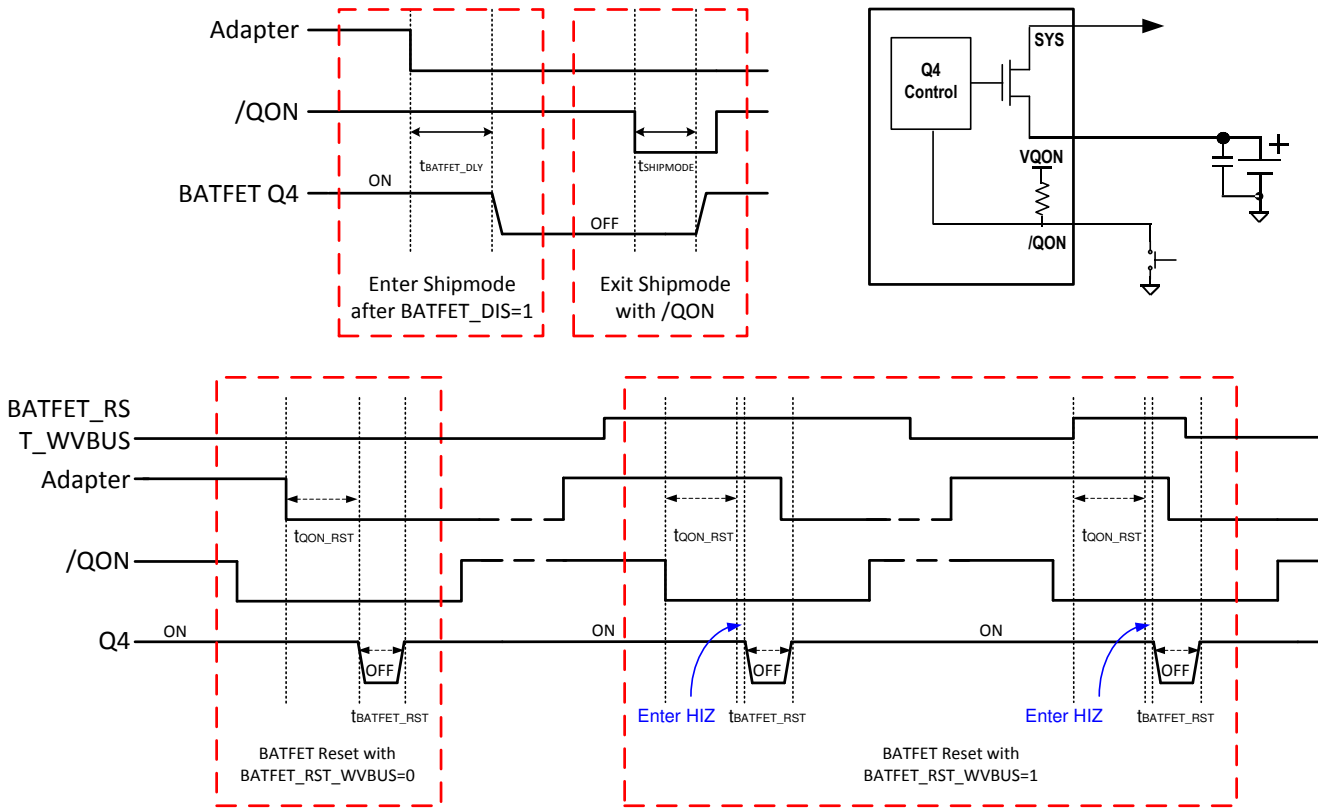 Adapter
/QON
tBATFET_DLY
tSHIPMODE
ON
BATFET Q4
OFF
Enter Shipmode
after BATFET_DIS=1
Exit Shipmode
with /QON
SYS
Q4
Control
VQON
+
/QON
BATFET_RS
T_WVBUS
Adapter
tQON_RST
tQON_RST
tQON_RST
/QON
ON
ON
ON
Q4
OFF
OFF
OFF
tBATFET_RST
Enter HIZ
tBATFET_RST
Enter HIZ
tBATFET_RST
BATFET Reset with
BATFET_RST_WVBUS=0
BATFET Reset with
BATFET_RST_WVBUS=1